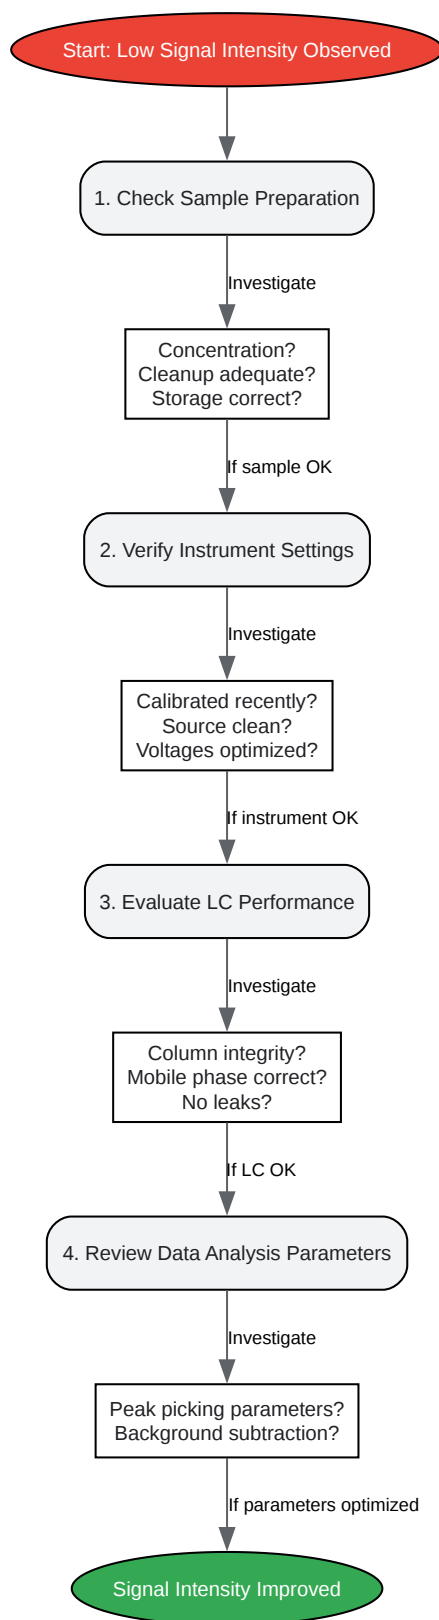 Start: Low Signal Intensity Observed
1. Check Sample Preparation
Investigate
Concentration?
Cleanup adequate?
Storage correct?
If sample OK
2. Verify Instrument Settings
Investigate
Calibrated recently?
Source clean?
Voltages optimized?
If instrument OK
3. Evaluate LC Performance
Investigate
Column integrity?
Mobile phase correct?
No leaks?
If LC OK
4. Review Data Analysis Parameters
Investigate
Peak picking parameters?
Background subtraction?
If parameters optimized
Signal Intensity Improved